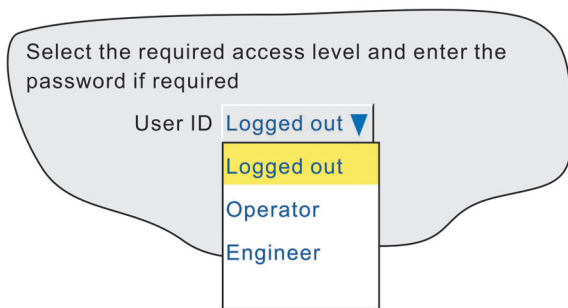 Select the required access level and enter the
password if required
User ID Logged out
Logged out
Operator
Engineer